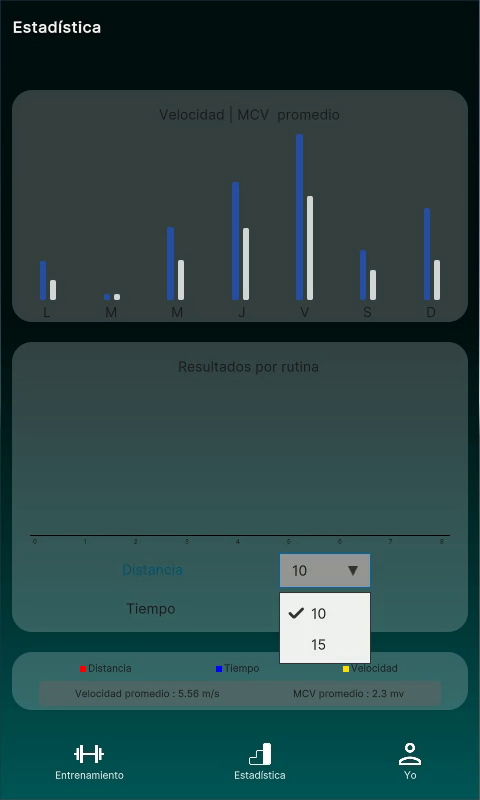 Estadística
Velocidad | MCV promedio
L M M J V S D
Resultados por rutina
0 1 2 3 4 5 6 7 8
Distancia 10 ▼
Tiempo
✓ 10
15
Distancia Tiempo Velocidad
Velocidad promedio : 5.56 m/s MCV promedio : 2.3 mv
Entrenamiento Estadística Yo